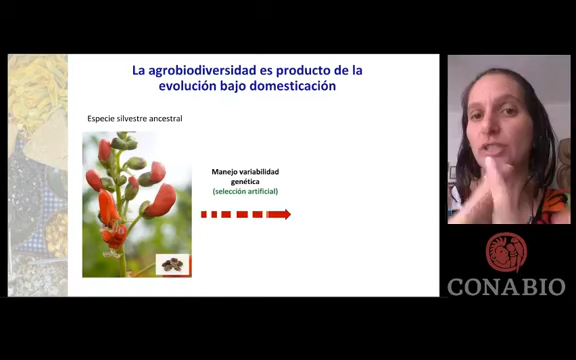 La agrobiodiversidad es producto de la
evolución bajo domesticación
Especie silvestre ancestral
Manejo variabilidad
genética
(selección artificial)
CONABIO